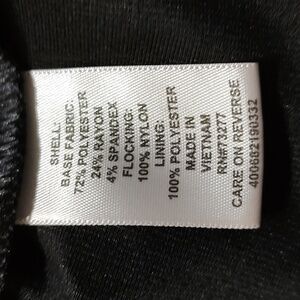 SHELL:
BASE FABRIC:
72% POLYESTER
24% RAYON
4% SPANDEX
FLOCKING:
100% NYLON
LINING:
100% POLYESTER
MADE IN
VIETNAM
RN#73277
CARE ON REVERSE
400682190332